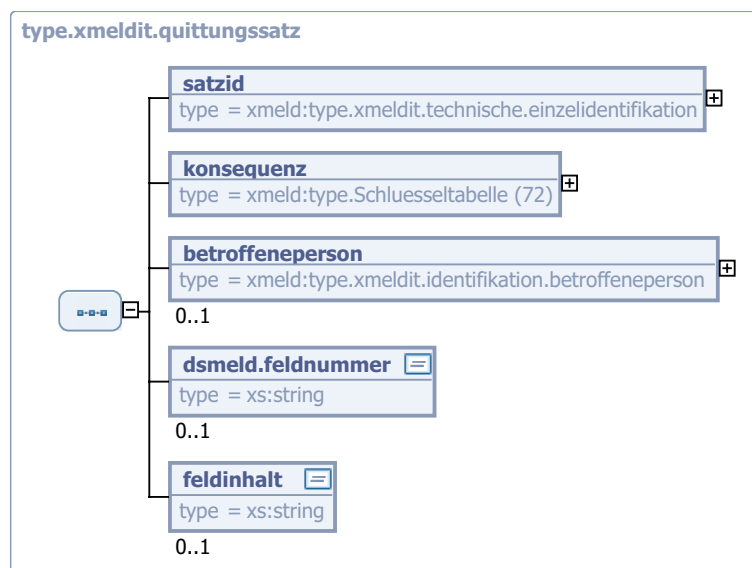 type.xmeldit.quittungssatz
satzid
type = xmeld:type.xmeldit.technische.einzelidentifikation
konsequenz
type = xmeld:type.Schluesseltabelle (72)
betroffeneperson
type = xmeld:type.xmeldit.identifikation.betroffeneperson
0..1
dsmeld.feldnummer
type = xs:string
0..1
feldinhalt
type = xs:string
0..1